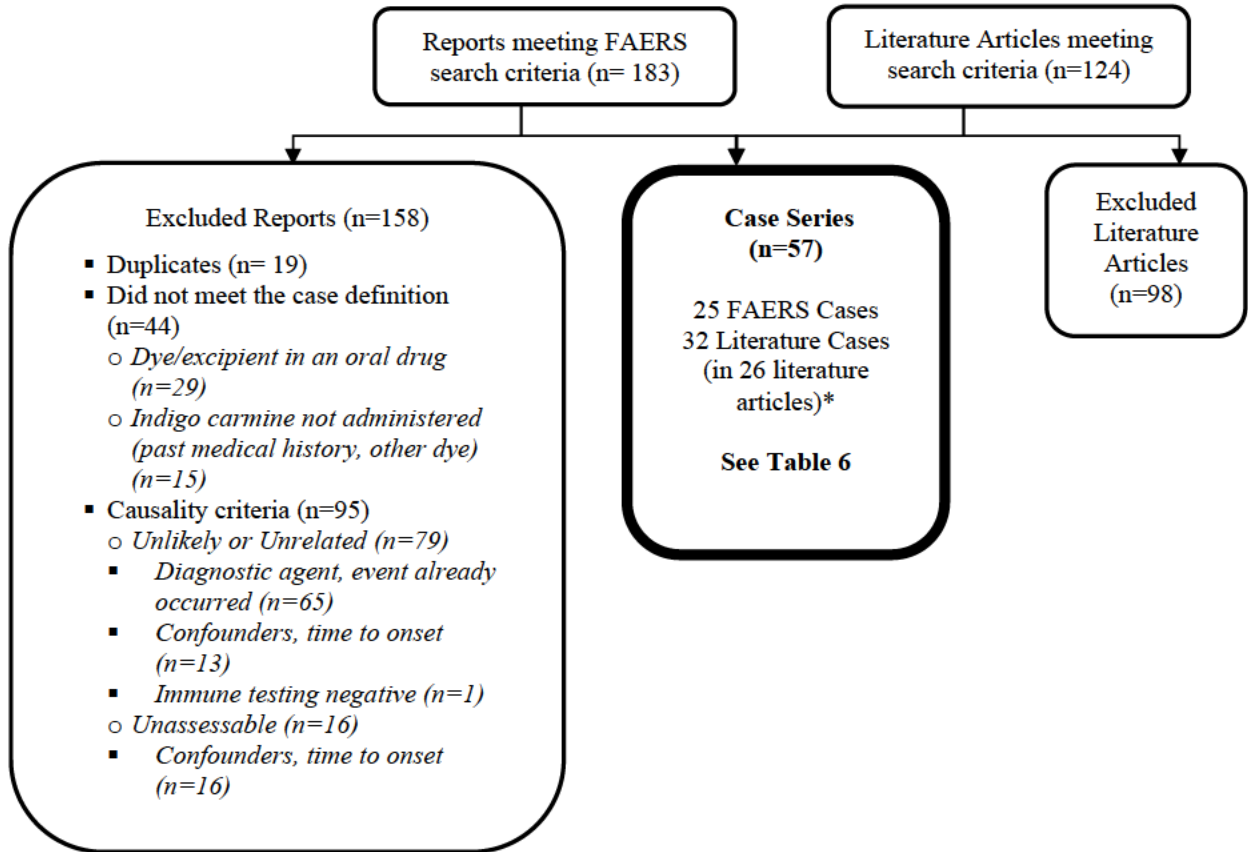 Reports meeting FAERS
search criteria (n= 183)
Literature Articles meeting
search criteria (n=124)
Excluded Reports (n=158)
▪ Duplicates (n= 19)
▪ Did not meet the case definition
(n=44)
o Dye/excipient in an oral drug
(n=29)
o Indigo carmine not administered
(past medical history, other dye)
(n=15)
▪ Causality criteria (n=95)
o Unlikely or Unrelated (n=79)
▪ Diagnostic agent, event already
occurred (n=65)
▪ Confounders, time to onset
(n=13)
▪ Immune testing negative (n=1)
o Unassessable (n=16)
▪ Confounders, time to onset
(n=16)
Case Series
(n=57)
25 FAERS Cases
32 Literature Cases
(in 26 literature
articles)*
See Table 6
Excluded
Literature
Articles
(n=98)